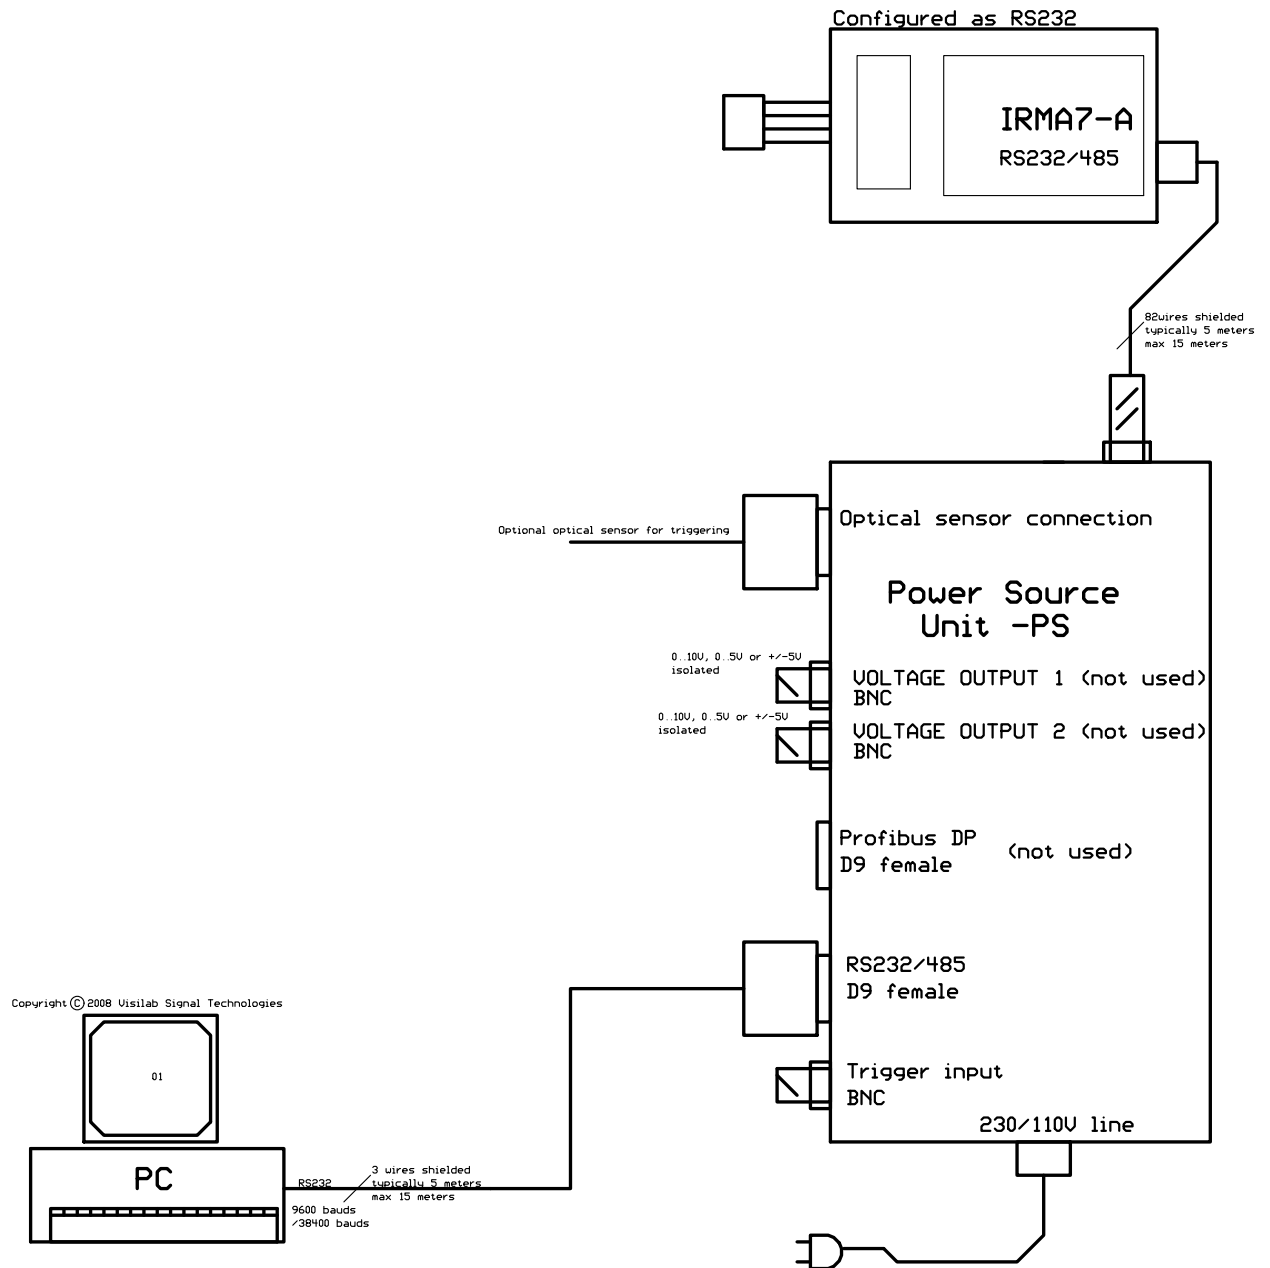 Configured as RS232
IRMA7-A
RS232/485
82wires shielded
typically 5 meters
max 15 meters
Optical sensor connection
Optional optical sensor for triggering
Power Source
Unit -PS
0..10V, 0..5V or +/-5V
isolated
VOLTAGE OUTPUT 1 (not used)
BNC
0..10V, 0..5V or +/-5V
isolated
VOLTAGE OUTPUT 2 (not used)
BNC
Profibus DP
D9 female
(not used)
RS232/485
D9 female
Copyright © 2008 Visilab Signal Technologies
01
Trigger input
BNC
230/110V line
PC
RS232
3 wires shielded
typically 5 meters
max 15 meters
9600 bauds
/38400 bauds